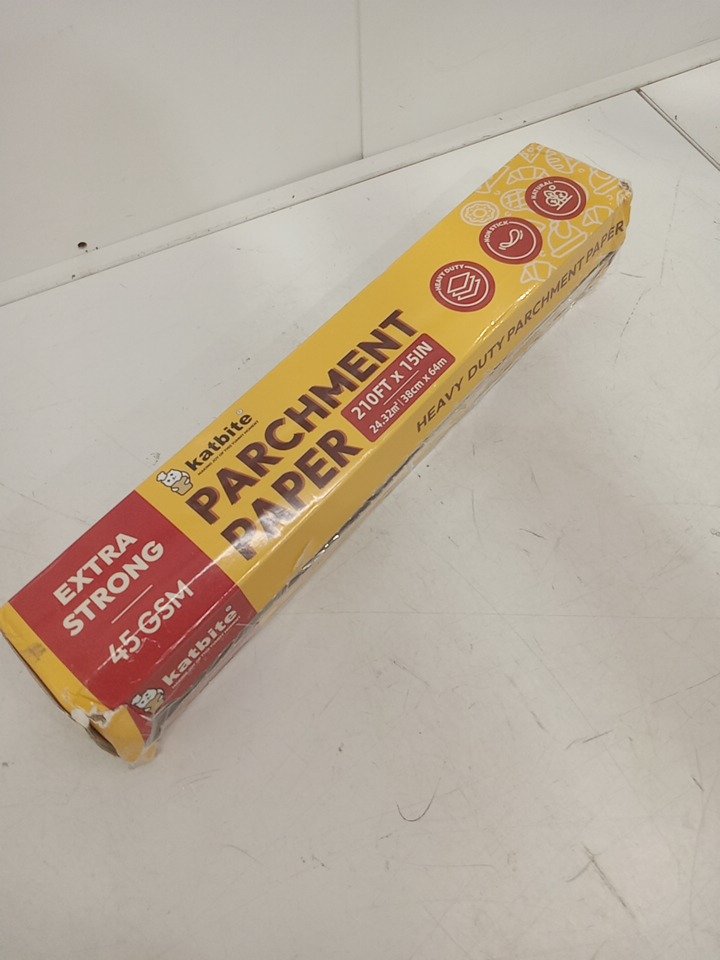 EXTRA
STRONG
45 GSM
katbite
PARCHMENT
PAPER
210FT X 15IN
24.32m² | 38cm x 64m
HEAVY DUTY
NON STICK
NATURAL
katbite
HEAVY DUTY PARCHMENT PAPER